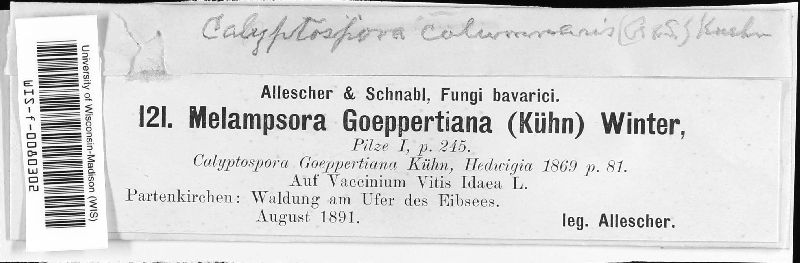 Calyptospora columnaris (A & S) Kuehn
Allescher & Schnabl, Fungi bavarici.
121. Melampsora Goeppertiana (Kühn) Winter,
Pilze I, p. 245.
Calyptospora Goeppertiana Kühn, Hedwigia 1869 p. 81.
Auf Vaccinium Vitis Idaea L.
Partenkirchen: Waldung am Ufer des Eibsees.
August 1891.
leg. Allescher.
University of Wisconsin-Madison (WIS)
WIS-f-0080302